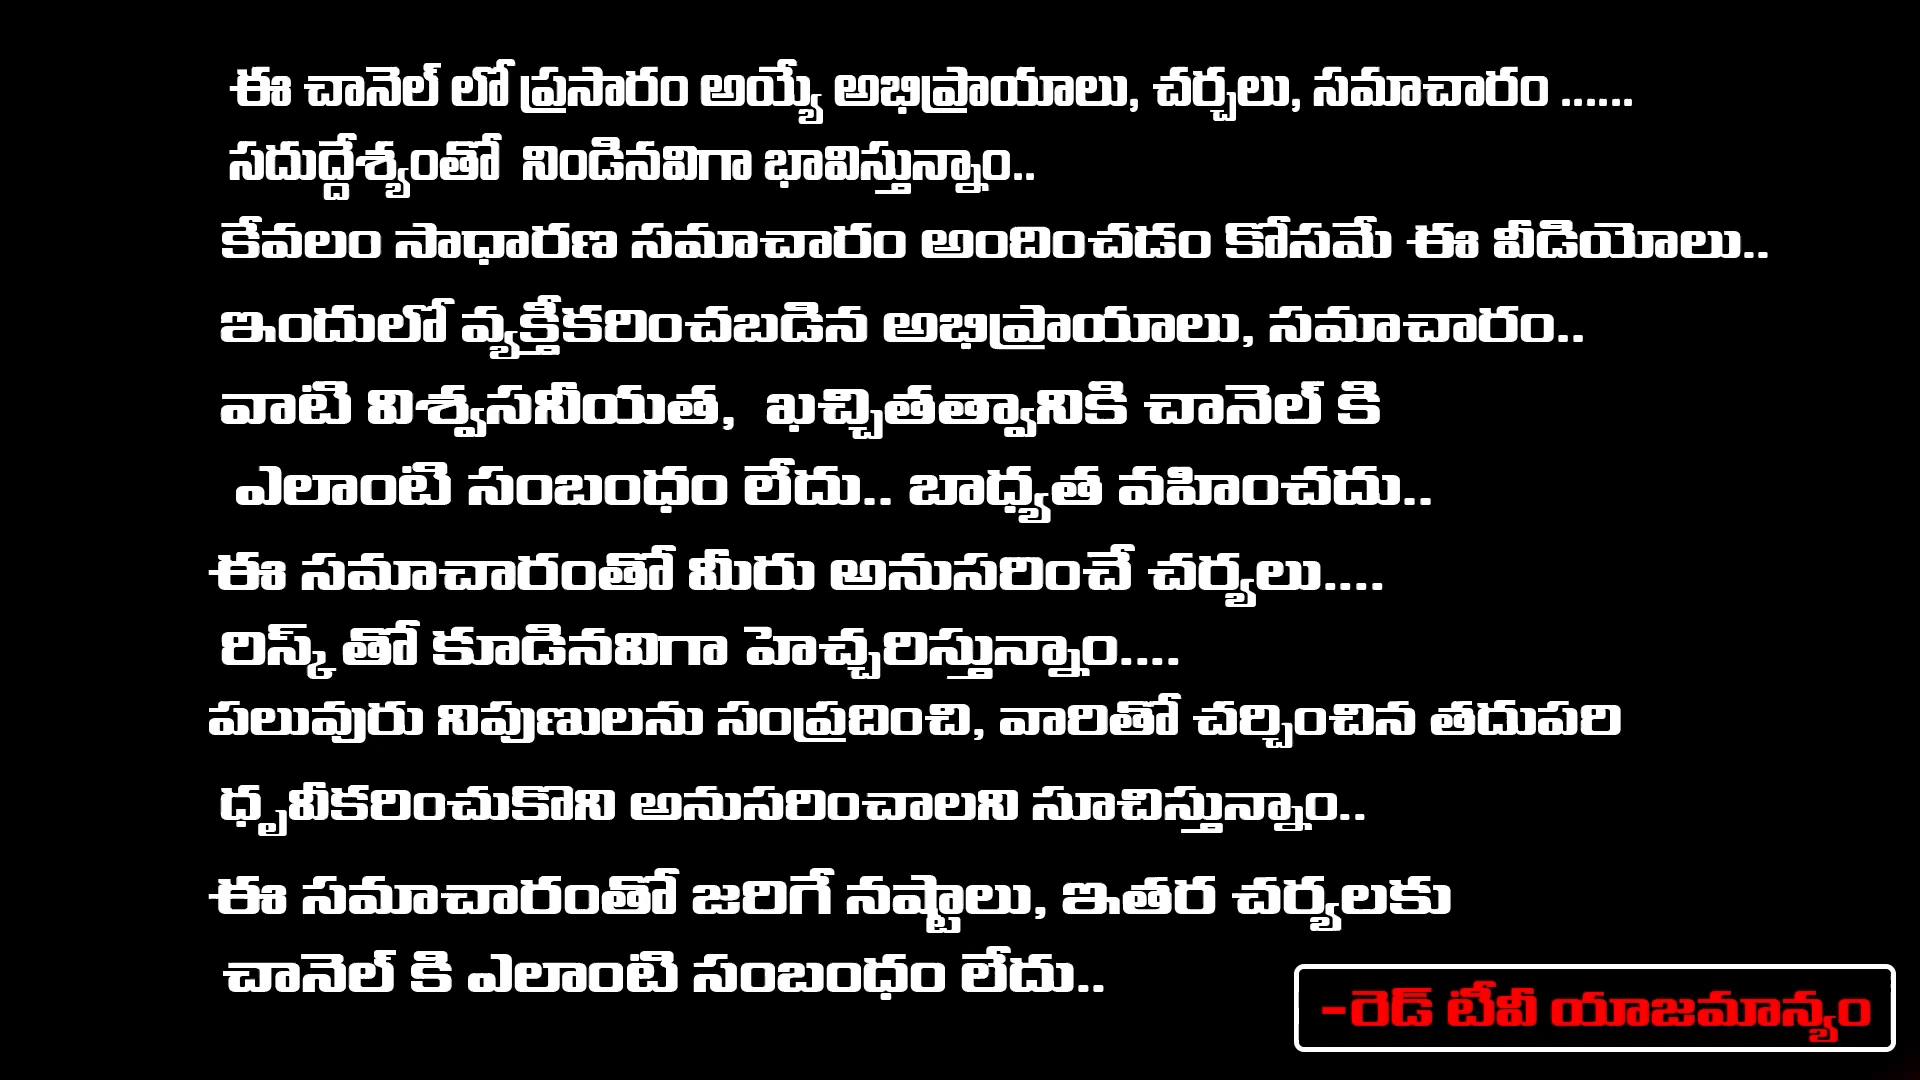 ఈ చానెల్ లో ప్రసారం అయ్యే అభిప్రాయాలు, చర్చలు, సమాచారం ......
సదుద్దేశ్యంతో నిండినవిగా భావిస్తున్నాం..
కేవలం సాధారణ సమాచారం అందించడం కోసమే ఈ వీడియోలు..
ఇందులో వ్యక్తీకరించబడిన అభిప్రాయాలు, సమాచారం..
వాటి విశ్వసనీయత, ఖచ్చితత్వానికి చానెల్ కి
ఎలాంటి సంబంధం లేదు.. బాధ్యత వహించదు..
ఈ సమాచారంతో మీరు అనుసరించే చర్యలు....
రిస్క్ తో కూడినవిగా హెచ్చరిస్తున్నాం....
పలువురు నిపుణులను సంప్రదించి, వారితో చర్చించిన తదుపరి
ధృవీకరించుకొని అనుసరించాలని సూచిస్తున్నాం..
ఈ సమాచారంతో జరిగే నష్టాలు, ఇతర చర్యలకు
చానెల్ కి ఎలాంటి సంబంధం లేదు..
-రెడ్ టీవీ యాజమాన్యం